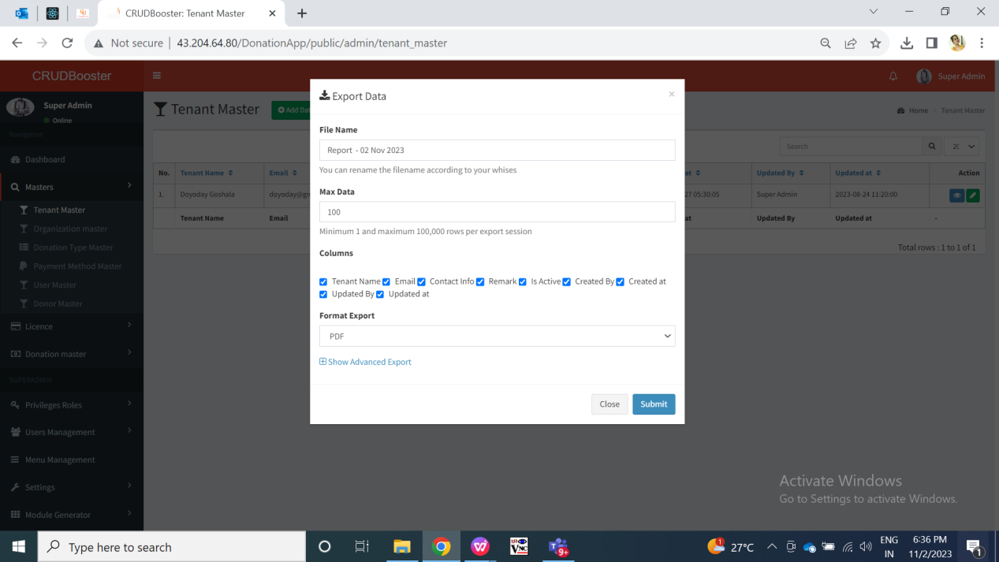 CRUDBooster: Tenant Master
Not secure
43.204.64.80/DonationApp/public/admin/tenant_master
CRUDBooster
Super Admin
Super Admin
Online
Navigation
Dashboard
Masters
Tenant Master
Organization master
Donation Type Master
Payment Method Master
User Master
Donor Master
Licence
Donation master
SUPERADMIN
Privileges Roles
Users Management
Menu Management
Settings
Module Generator
Tenant Master
Add Dat
Home
Tenant Master
Search
20
No. Tenant Name Email at Updated By Updated at Action
1. Doyoday Goshala doyoday@gm 27 05:30:05 Super Admin 2023-08-24 11:20:00
Tenant Name Email at Updated By Updated at -
Total rows : 1 to 1 of 1
Export Data
×
File Name
Report - 02 Nov 2023
You can rename the filename according to your whises
Max Data
100
Minimum 1 and maximum 100,000 rows per export session
Columns
Tenant Name Email Contact Info Remark Is Active Created By Created at
Updated By Updated at
Format Export
PDF
Show Advanced Export
Close Submit
Activate Windows
Go to Settings to activate Windows.
Type here to search
9+
1
27°C
ENG
IN
6:36 PM
11/2/2023
1